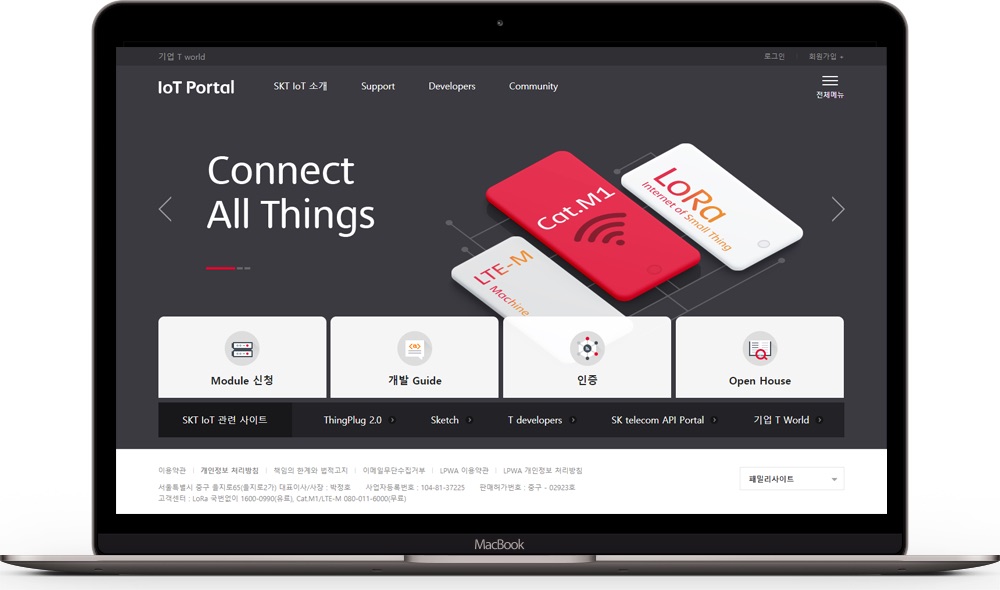 기업 T world
로그인
회원가입
IoT Portal
SKT IoT 소개
Support
Developers
Community
전체메뉴
Connect
All Things
Cat.M1
LoRa
Internet of Small Thing
LTE-M
Machine
Module 신청
개발 Guide
인증
Open House
SKT IoT 관련 사이트
ThingPlug 2.0
Sketch
T developers
SK telecom API Portal
기업 T World
이용약관 | 개인정보 처리방침 | 책임의 한계와 법적고지 | 이메일무단수집거부 | LPWA 이용약관 | LPWA 개인정보 처리방침
서울특별시 중구 을지로65(을지로2가) 대표이사/사장 : 박정호 사업자등록번호 : 104-81-37225 판매허가번호 : 중구 - 02923호
고객센터 : LoRa 국번없이 1600-0990(유료), Cat.M1/LTE-M 080-011-6000(무료)
패밀리사이트
MacBook